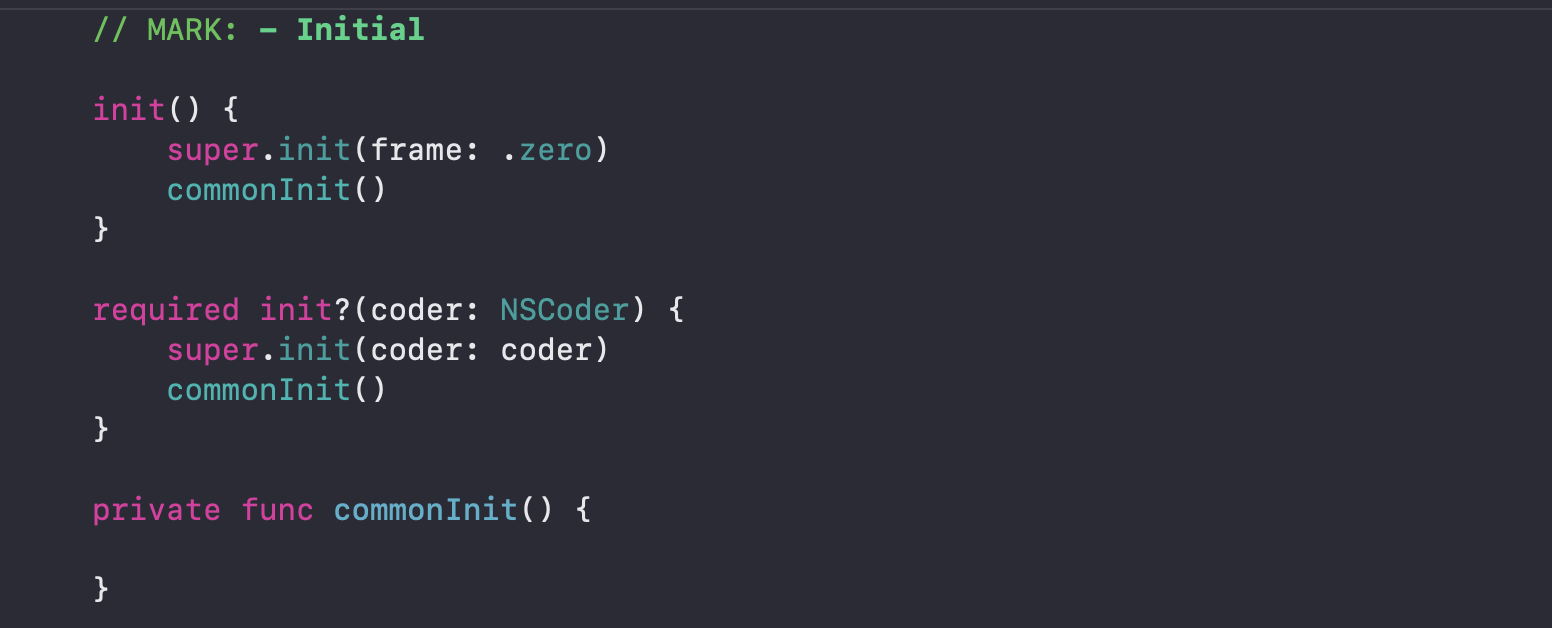 // MARK: - Initial
init() {
super.init(frame: .zero)
commonInit()
}
required init?(coder: NSCoder) {
super.init(coder: coder)
commonInit()
}
private func commonInit() {
}